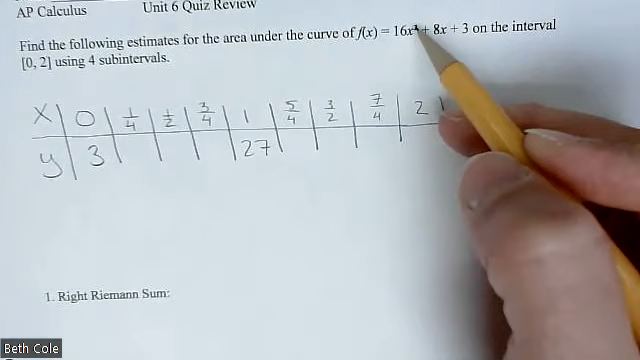 AP Calculus Unit 6 Quiz Review
Find the following estimates for the area under the curve of f(x) = 16x + 8x + 3 on the interval
[0, 2] using 4 subintervals.
X 0 1/4 1/2 3/4 1 5/4 3/2 7/4 2
y 3 27
1. Right Riemann Sum:
Beth Cole